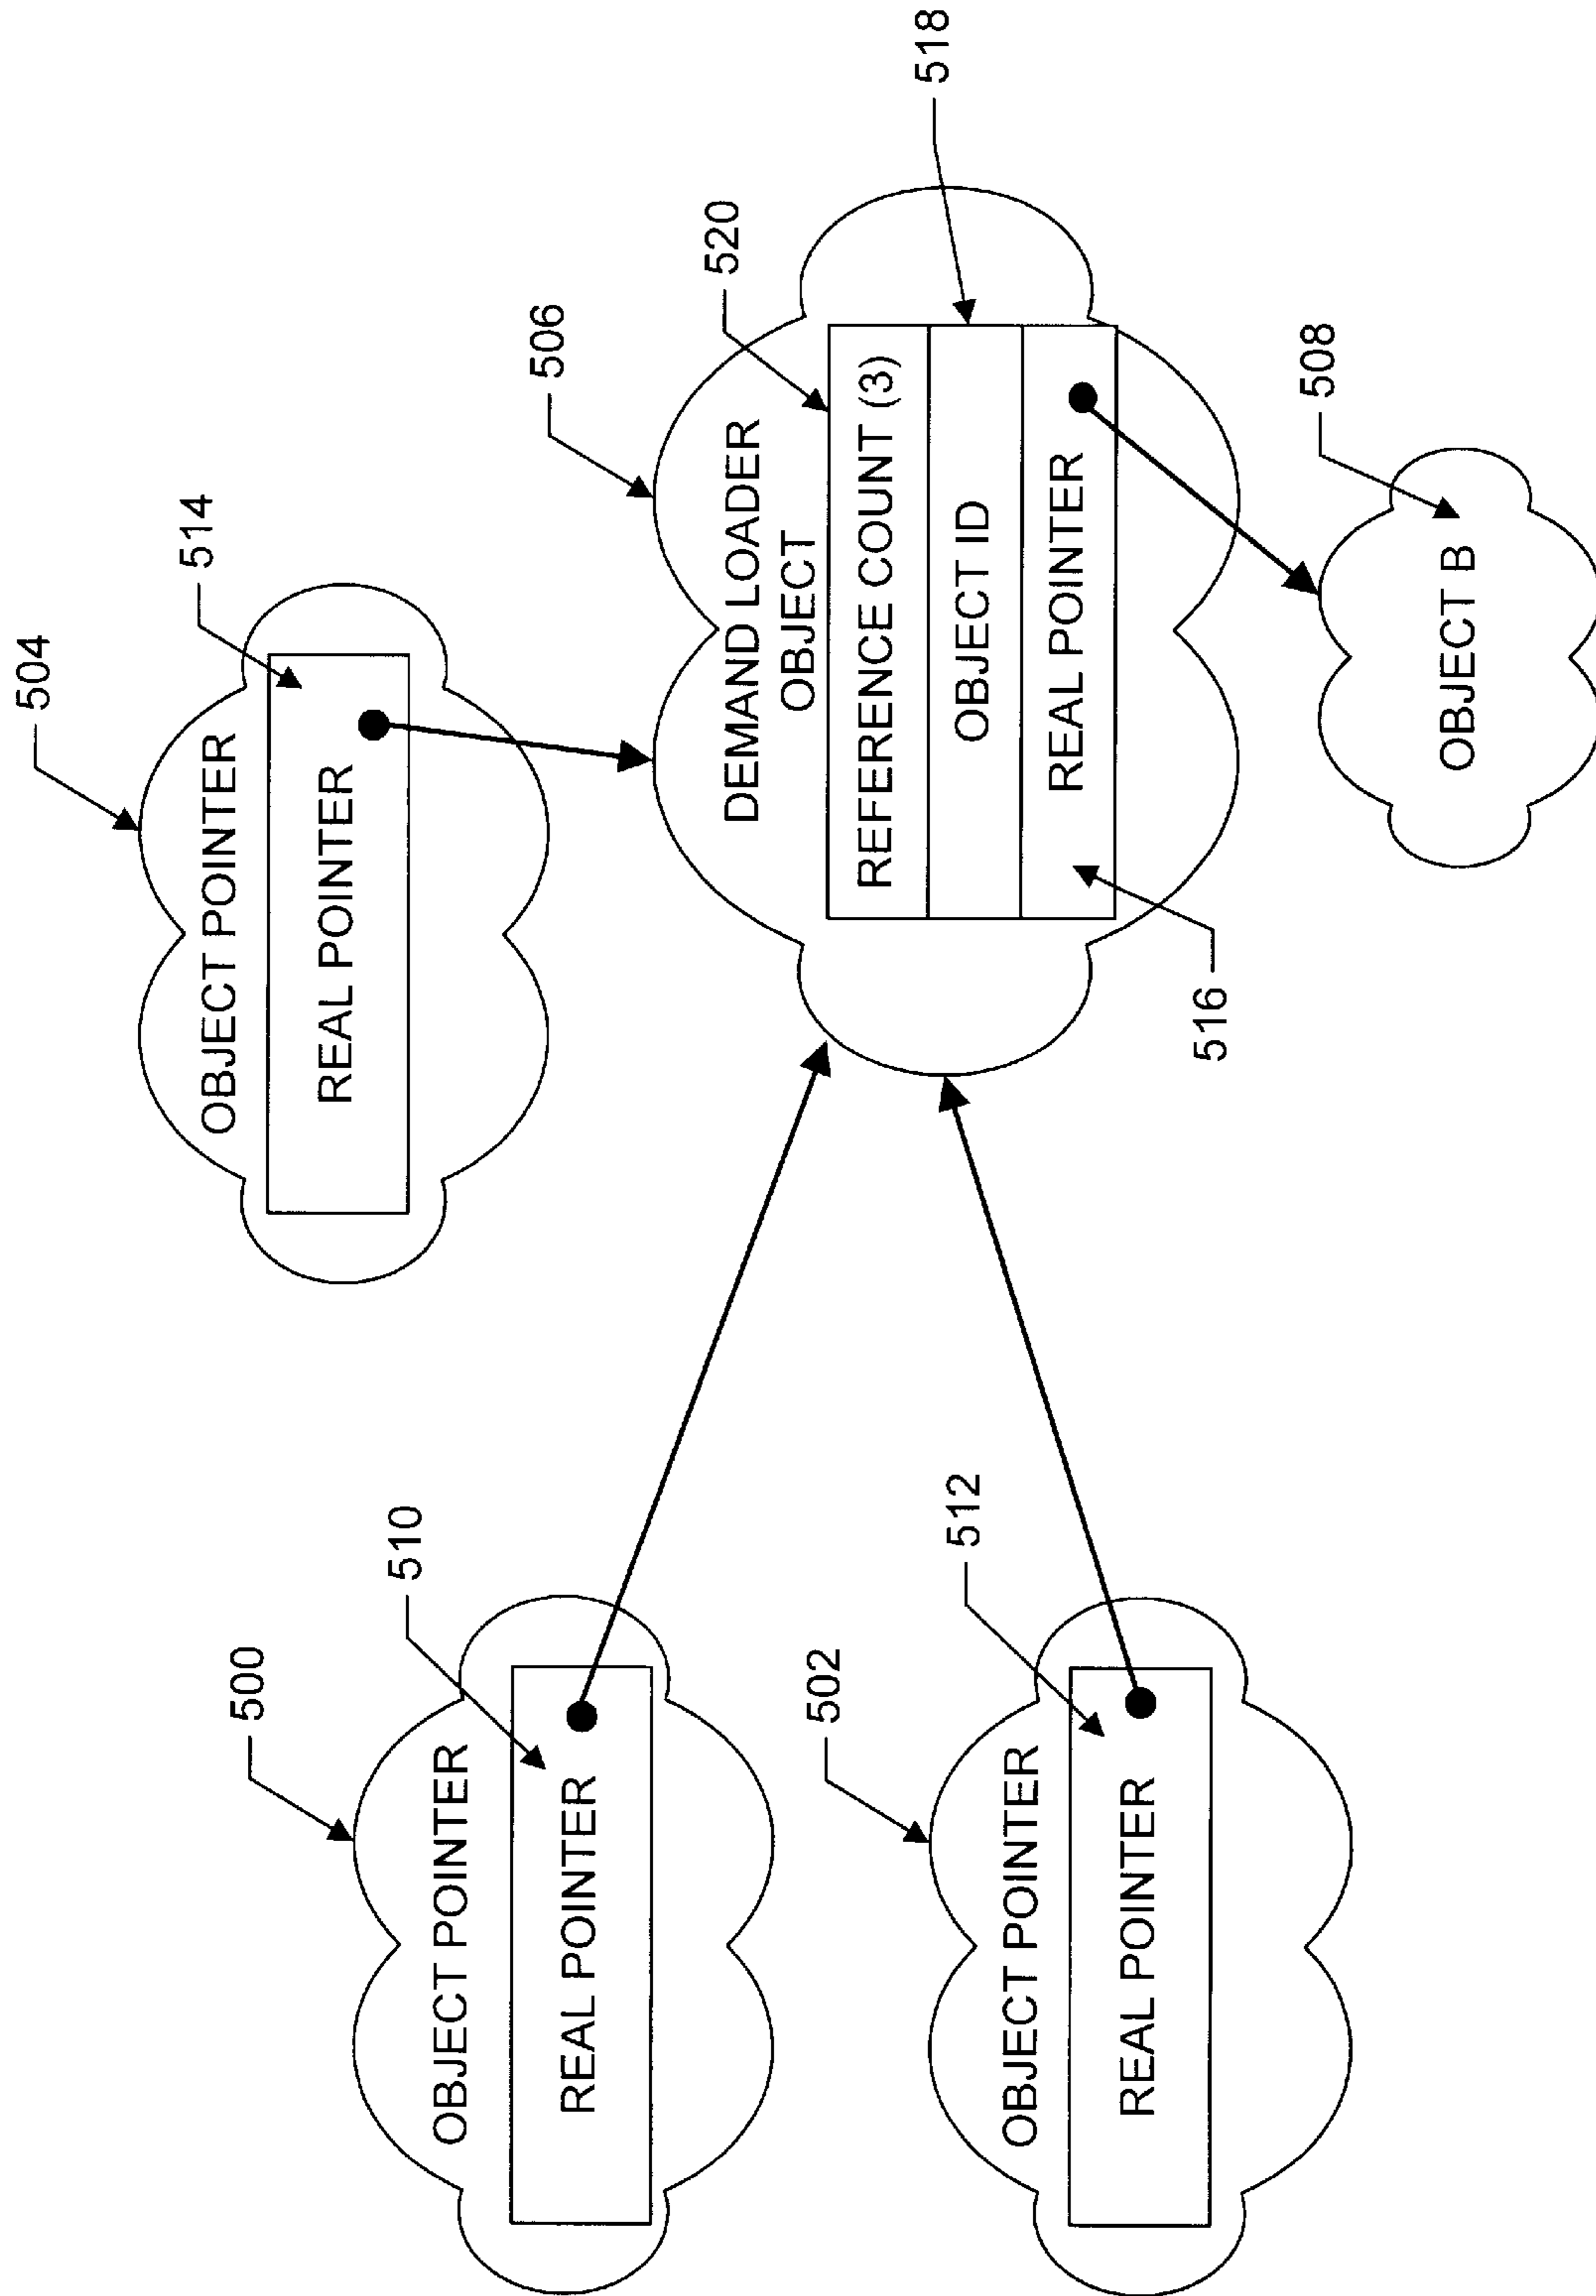 504
OBJECT POINTER
514
REAL POINTER
500
OBJECT POINTER
510
REAL POINTER
506
DEMAND LOADER
OBJECT
520
REFERENCE COUNT (3)
518
OBJECT ID
REAL POINTER
516
502
OBJECT POINTER
512
REAL POINTER
508
OBJECT B